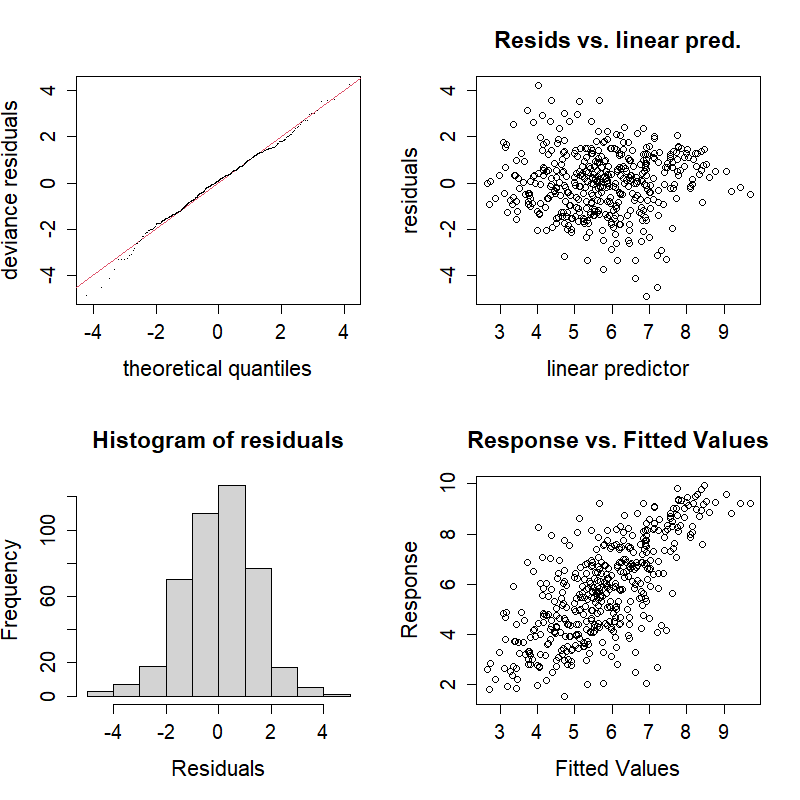 deviance residuals
4
2
0
-2
-4
-4 -2 0 2 4
theoretical quantiles
Resids vs. linear pred.
residuals
4
2
0
-2
-4
3 4 5 6 7 8 9
linear predictor
Histogram of residuals
Frequency
100
60
20
0
-4 -2 0 2 4
Residuals
Response vs. Fitted Values
Response
10
8
6
4
2
3 4 5 6 7 8 9
Fitted Values